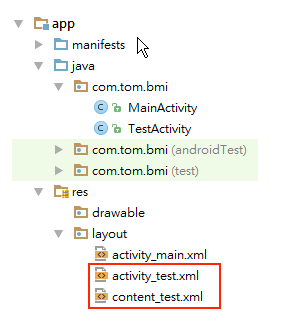 app
manifests
java
com.tom.bmi
MainActivity
TestActivity
com.tom.bmi (androidTest)
com.tom.bmi (test)
res
drawable
layout
activity_main.xml
activity_test.xml
content_test.xml